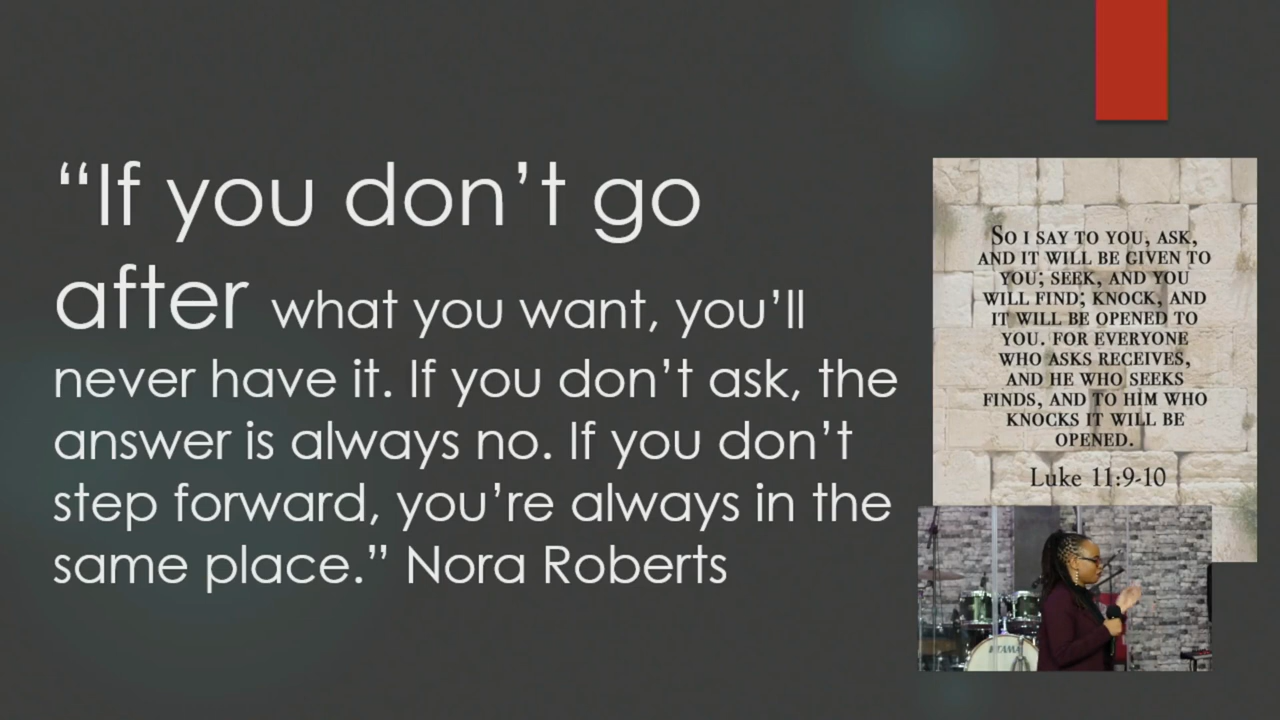 “If you don’t go
after what you want, you’ll
never have it. If you don’t ask, the
answer is always no. If you don’t
step forward, you’re always in the
same place.” Nora Roberts
So I say to you, ask,
and it will be given to
you; seek, and you
will find; knock, and
it will be opened to
you. For everyone
who asks receives,
and he who seeks
finds, and to him who
knocks it will be
opened.
Luke 11:9-10
TAMA